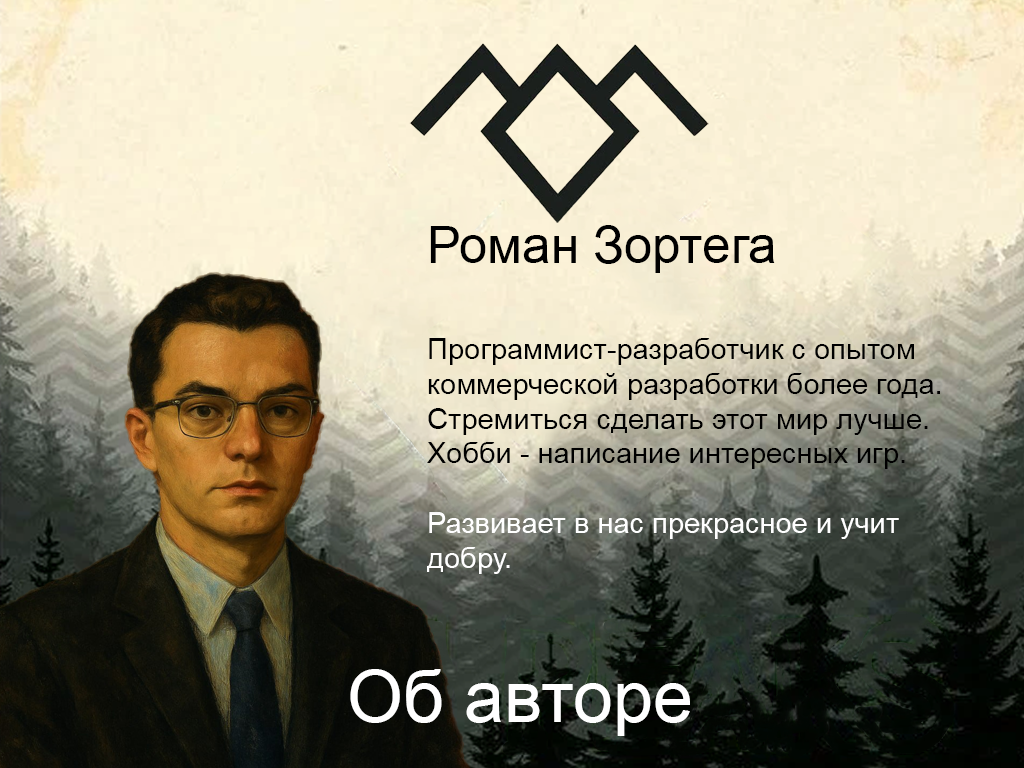 Роман Зортега
Программист-разработчик с опытом
коммерческой разработки более года.
Стремиться сделать этот мир лучше.
Хобби - написание интересных игр.
Развивает в нас прекрасное и учит
добру.
Об авторе